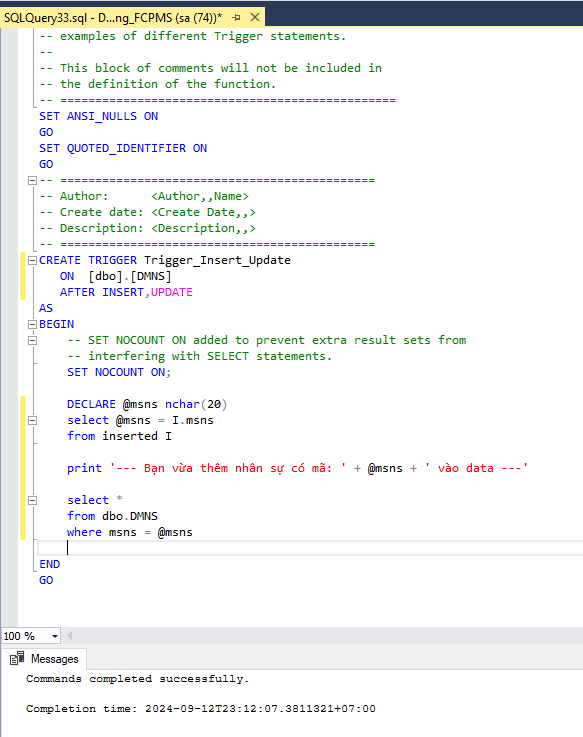 SQLQuery33.sql - D...ng_FCPMS (sa (74))*
-- examples of different Trigger statements.
--
-- This block of comments will not be included in
-- the definition of the function.
-- ================================================
SET ANSI_NULLS ON
GO
SET QUOTED_IDENTIFIER ON
GO
-- =============================================
-- Author:		<Author,,Name>
-- Create date: <Create Date,,>
-- Description:	<Description,,>
-- =============================================
CREATE TRIGGER Trigger_Insert_Update
ON [dbo].[DMNS]
AFTER INSERT,UPDATE
AS
BEGIN
-- SET NOCOUNT ON added to prevent extra result sets from
-- interfering with SELECT statements.
SET NOCOUNT ON;
DECLARE @msns nchar(20)
select @msns = I.msns
from inserted I
print '--- Bạn vừa thêm nhân sự có mã: ' + @msns + ' vào data ---'
select *
from dbo.DMNS
where msns = @msns
END
GO
100 %
Messages
Commands completed successfully.
Completion time: 2024-09-12T23:12:07.3811321+07:00